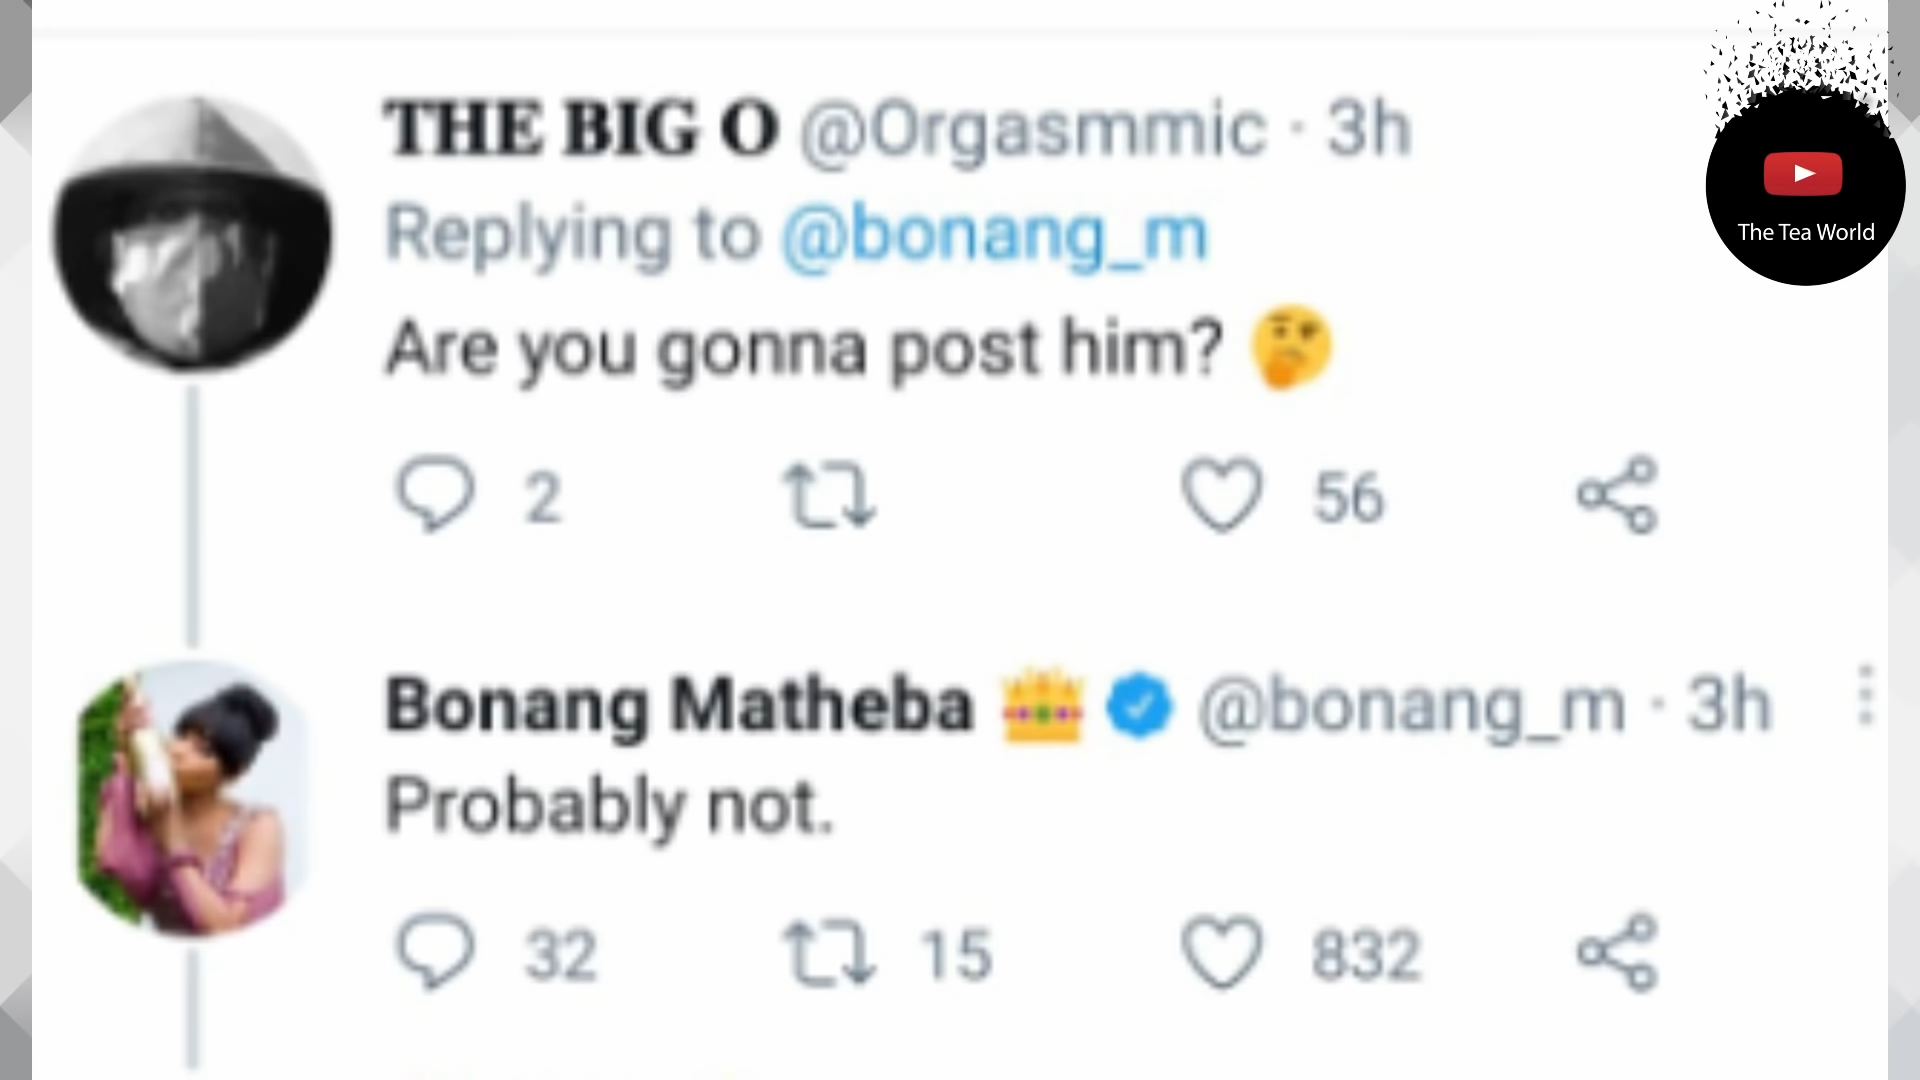 THE BIG O @Orgasmmic · 3h
Replying to @bonang_m
Are you gonna post him? 🤔
2 56
Bonang Matheba 👑 @bonang_m · 3h
Probably not.
32 15 832
The Tea World